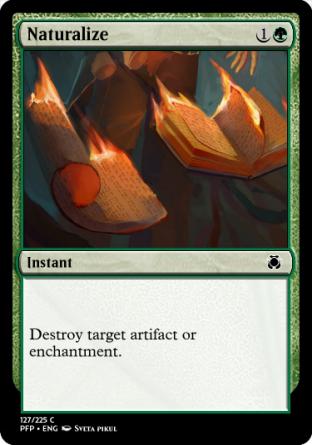 Naturalize 1
Instant
Destroy target artifact or
enchantment.
127/225 C
PFP • ENG Sveta Pikul